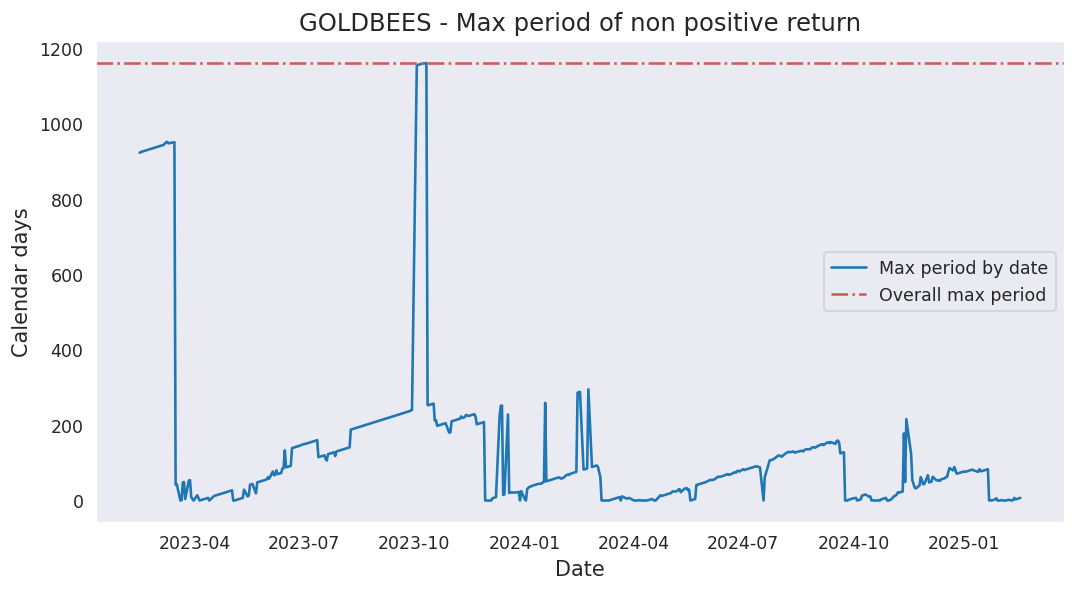 GOLDBEES - Max period of non positive return
Calendar days
1200
1000
800
600
400
200
0
Max period by date
Overall max period
2023-04 2023-07 2023-10 2024-01 2024-04 2024-07 2024-10 2025-01
Date